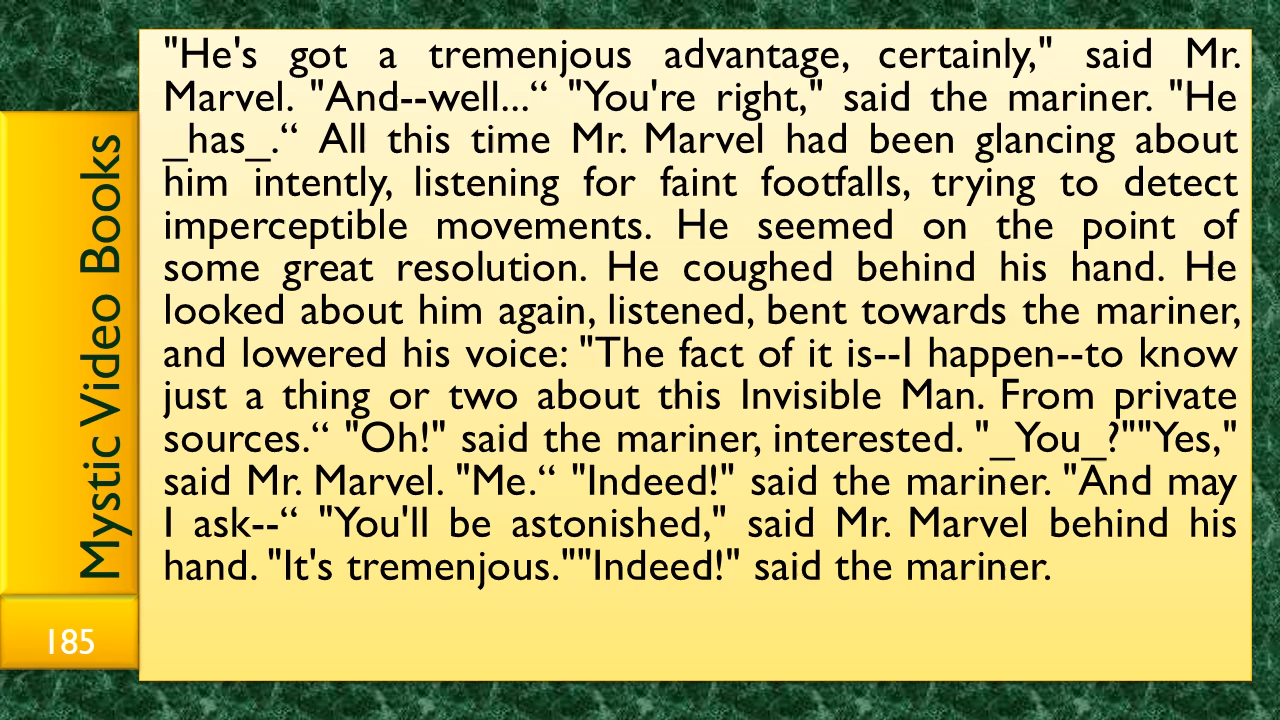 "He's got a tremenjous advantage, certainly," said Mr.
Marvel. "And--well...“ "You're right," said the mariner. "He
_has_.“ All this time Mr. Marvel had been glancing about
him intently, listening for faint footfalls, trying to detect
imperceptible movements. He seemed on the point of
some great resolution. He coughed behind his hand. He
looked about him again, listened, bent towards the mariner,
and lowered his voice: "The fact of it is--I happen--to know
just a thing or two about this Invisible Man. From private
sources.“ "Oh!" said the mariner, interested. "_You_?""Yes,"
said Mr. Marvel. "Me.“ "Indeed!" said the mariner. "And may
I ask--“ "You'll be astonished," said Mr. Marvel behind his
hand. "It's tremenjous.""Indeed!" said the mariner.
Mystic Video Books
185